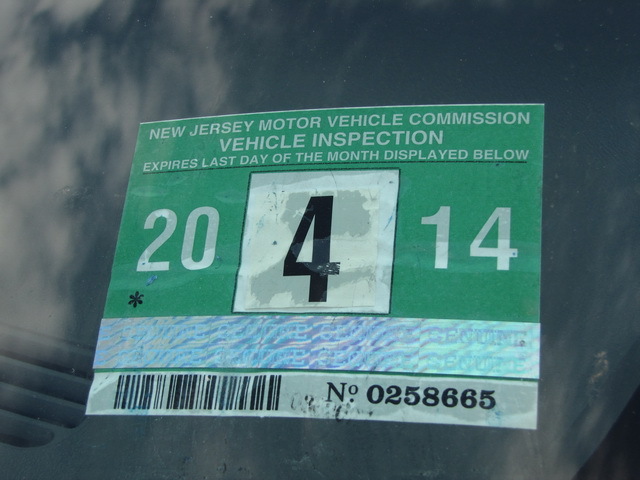 NEW JERSEY MOTOR VEHICLE COMMISSION
VEHICLE INSPECTION
EXPIRES LAST DAY OF THE MONTH DISPLAYED BELOW
20 4 14
*
Nº 0258665